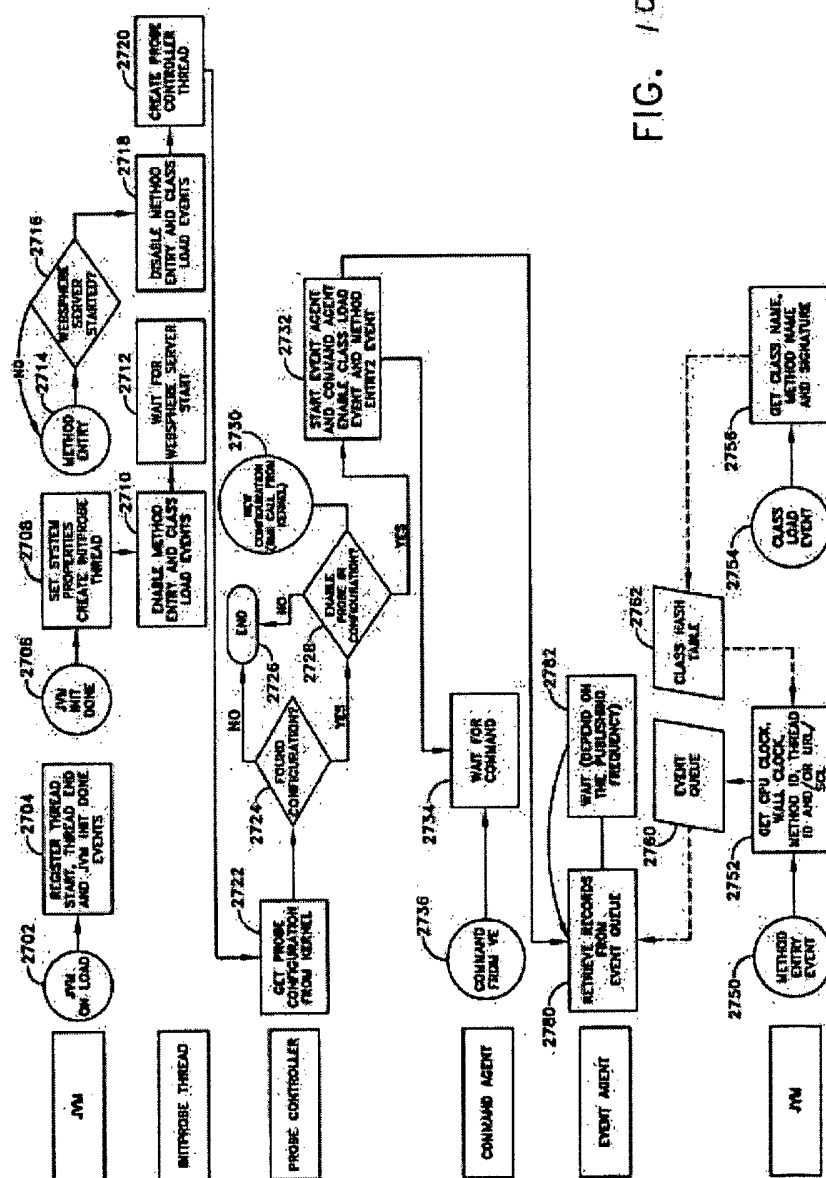 JVM
2702
JVM
ON LOAD
2704
REGISTER THREAD
START, THREAD END
AND JVM INIT DONE
EVENTS
2706
JVM
INIT
DONE
2708
SET SYSTEM
PROPERTIES
CREATE INITPROBE
THREAD
2714
METHOD
ENTRY
NO
2716
WEBSPHERE
SERVER
STARTED?
INITPROBE THREAD
2710
ENABLE METHOD
ENTRY AND CLASS
LOAD EVENTS
2712
WAIT FOR
WEBSPHERE SERVER
START
2718
DISABLE METHOD
ENTRY AND CLASS
LOAD EVENTS
2720
CREATE PROBE
CONTROLLER
THREAD
PROBE CONTROLLER
2722
GET PROBE
CONFIGURATION
FROM KERNEL
2724
FOUND
CONFIGURATION?
NO
YES
END
2726
NO
2728
ENABLE
PROBE IN
CONFIGURATION?
YES
2730
NEW
CONFIGURATION
CALL FROM
KERNEL)
2732
START EVENT AGENT
AND COMMAND AGENT
ENABLE CLASS LOAD
EVENT AND METHOD
ENTRY2 EVENT
COMMAND AGENT
2736
COMMAND
FROM VE
2734
WAIT FOR
COMMAND
EVENT AGENT
2780
RETRIEVE RECORDS
FROM
EVENT QUEUE
2782
WAIT (DEPEND ON
THE PUBLISHING
FREQUENCY)
2760
EVENT
QUEUE
2762
CLASS HASH
TABLE
JVM
2750
METHOD
ENTRY
EVENT
2752
GET CPU CLOCK,
WALL CLOCK,
METHOD ID, THREAD
ID AND/OR URL/
SQL
2754
CLASS
LOAD
EVENT
2756
GET CLASS NAME,
METHOD NAME
AND SIGNATURE
FIG.